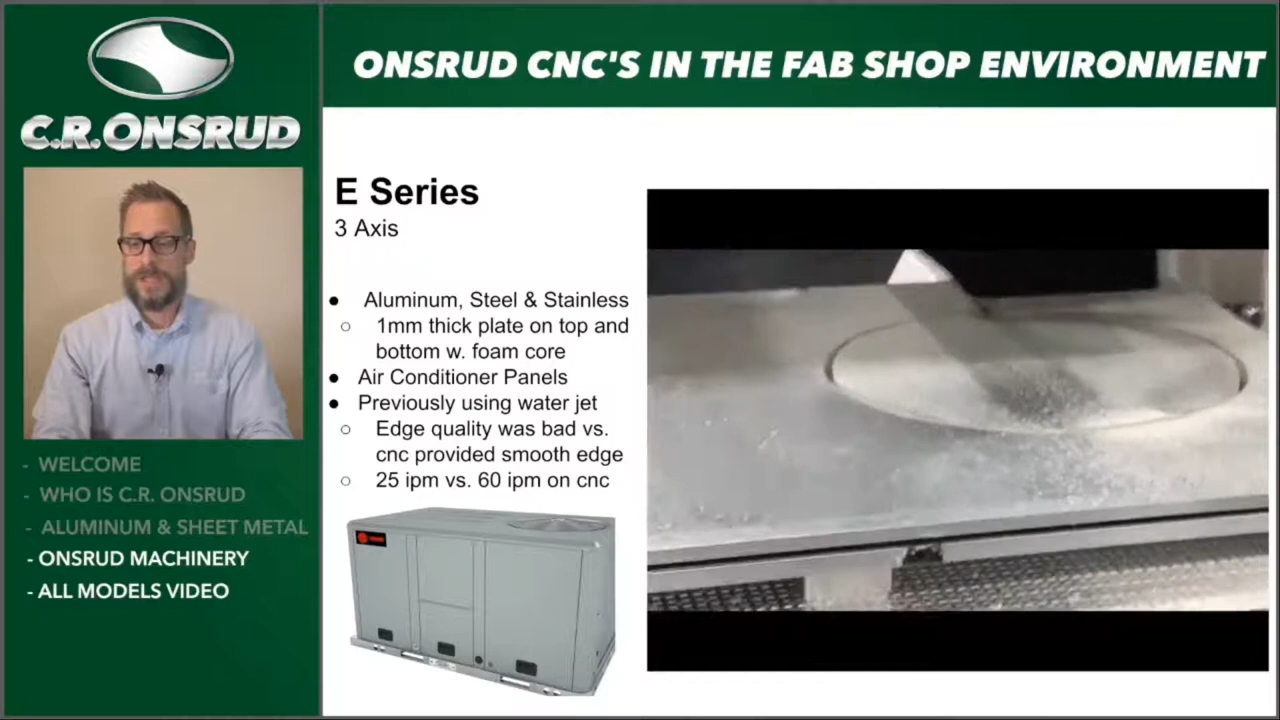 C.R.ONSRUD
ONSRUD CNC'S IN THE FAB SHOP ENVIRONMENT
E Series
3 Axis
● Aluminum, Steel & Stainless
○ 1mm thick plate on top and
bottom w. foam core
● Air Conditioner Panels
● Previously using water jet
○ Edge quality was bad vs.
cnc provided smooth edge
○ 25 ipm vs. 60 ipm on cnc
- WELCOME
- WHO IS C.R. ONSRUD
- ALUMINUM & SHEET METAL
- ONSRUD MACHINERY
- ALL MODELS VIDEO